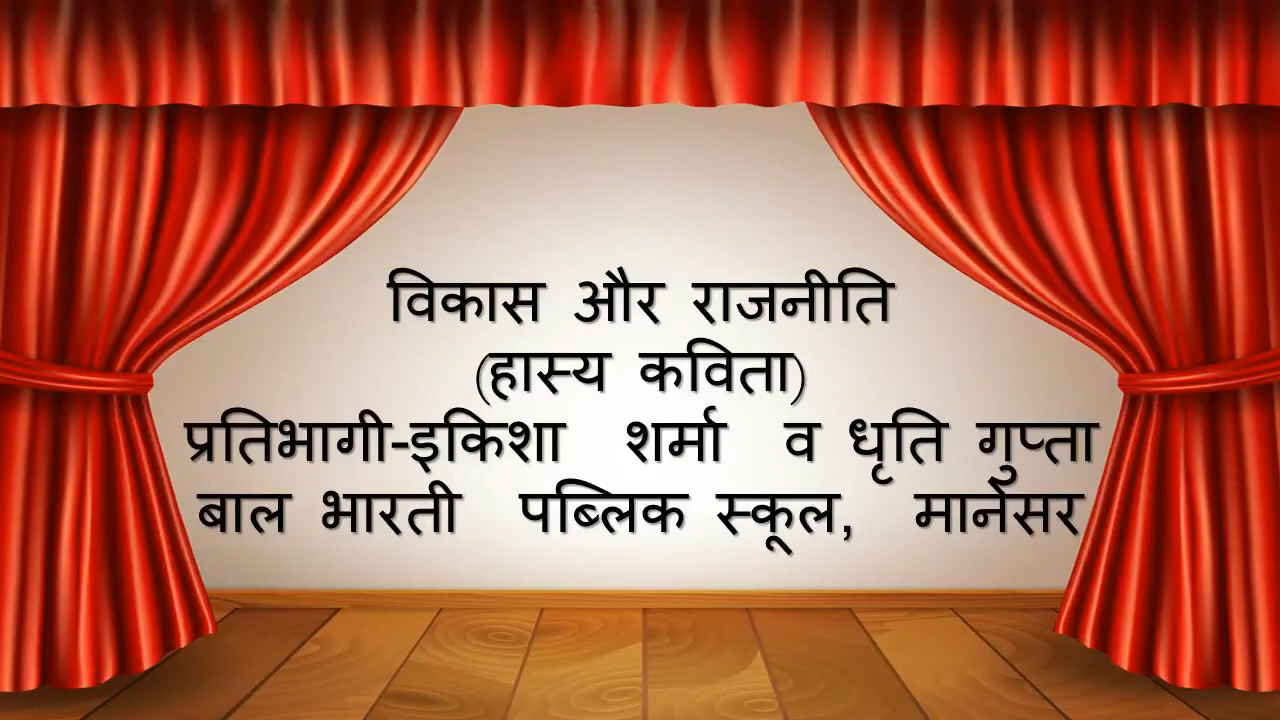 विकास और राजनीति
(हास्य कविता)
प्रतिभागी-इकिशा शर्मा व धृति गुप्ता
बाल भारती पब्लिक स्कूल, मानेसर